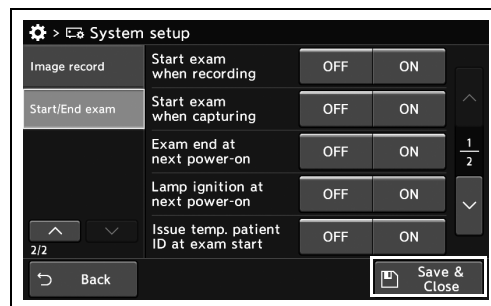 > System setup
Image record
Start/End exam
2/2
Start exam
when recording
OFF ON
Start exam
when capturing
OFF ON
Exam end at
next power-on
OFF ON
Lamp ignition at
next power-on
OFF ON
Issue temp. patient
ID at exam start
OFF ON
1
2
Back
Save &
Close